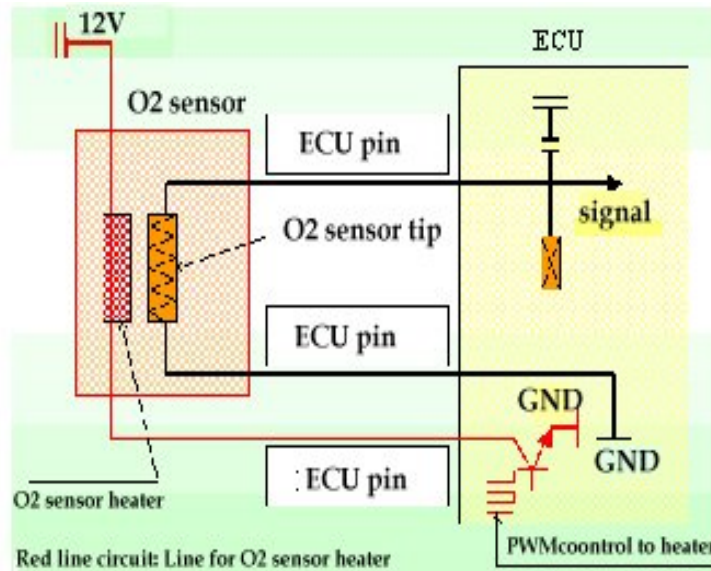 12V
ECU
O2 sensor
ECU pin
signal
O2 sensor tip
ECU pin
GND
GND
:ECU pin
O2 sensor heater
PWMcoontrol to heater
Red line circuit: Line for O2 sensor heater